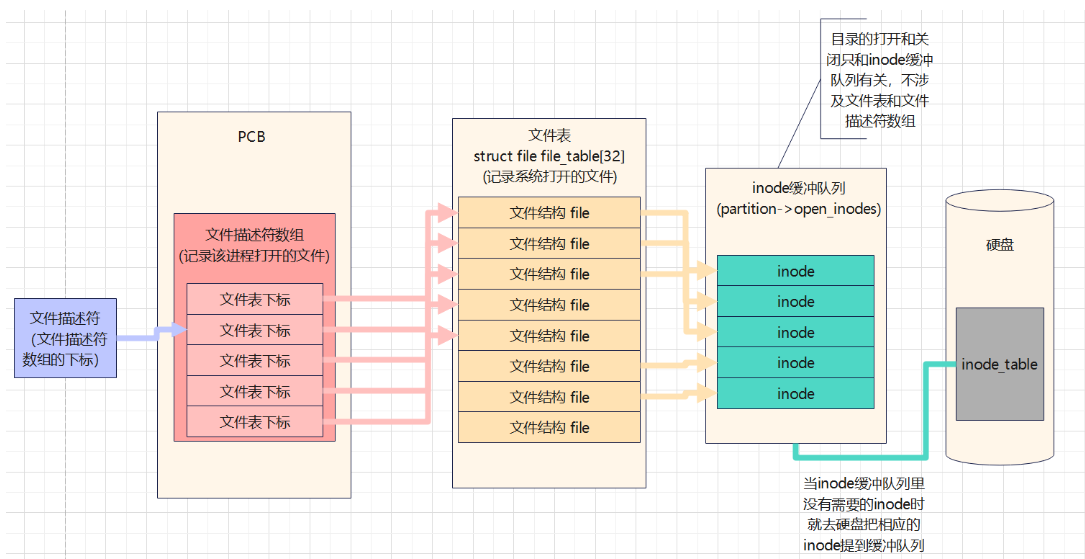 目录的打开和关
闭只和inode缓冲
队列有关，不涉
及文件表和文件
描述符数组
PCB
文件描述符数组
(记录该进程打开的文件)
文件表下标
文件表下标
文件表下标
文件表下标
文件表下标
文件描述符
（文件描述符
数组的下标）
文件表
struct file file_table[32]
(记录系统打开的文件)
文件结构 file
文件结构 file
文件结构 file
文件结构 file
文件结构 file
文件结构 file
文件结构 file
文件结构 file
inode缓冲队列
(partition->open_inodes)
inode
inode
inode
inode
inode
硬盘
inode_table
当inode缓冲队列里
没有需要的inode时
就去硬盘把相应的
inode提到缓冲队列